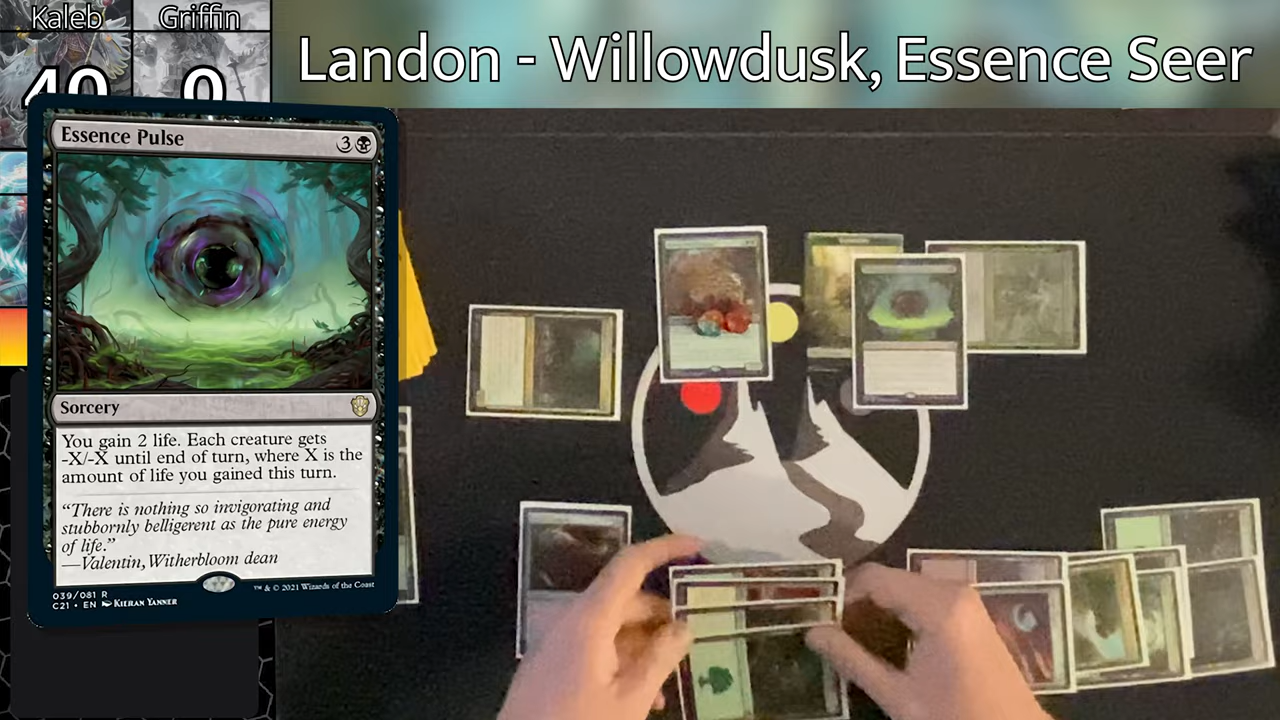 Kaleb
Griffin
40
0
Landon - Willowdusk, Essence Seer
Essence Pulse
3
Sorcery
You gain 2 life. Each creature gets
-X/-X until end of turn, where X is the
amount of life you gained this turn.
“There is nothing so invigorating and
stubbornly belligerent as the pure energy
of life.”
—Valentin, Witherbloom dean
039/081 R
C21 • EN KIERAN YANNER
™ & © 2021 Wizards of the Coast